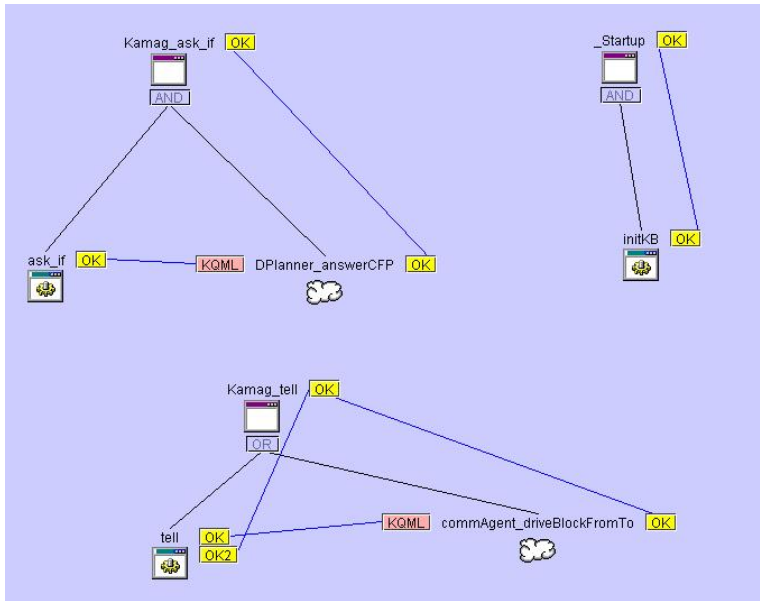 Kamag_ask_if OK
AND
_Startup OK
AND
ask_if OK
KQML DPlanner_answerCFP OK
initKB OK
Kamag_tell OK
OR
tell OK
OK2
KQML commAgent_driveBlockFromTo OK